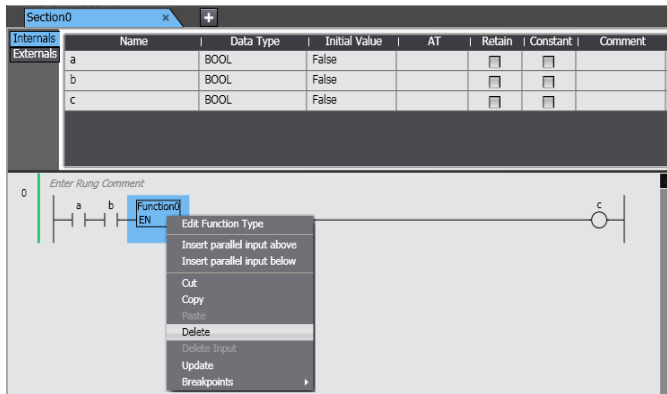 Section0 × +
Internals
Externals
Name Data Type Initial Value AT Retain Constant Comment
a BOOL False
b BOOL False
c BOOL False
0
Enter Rung Comment
a b Function0 c
EN
Edit Function Type
Insert parallel input above
Insert parallel input below
Cut
Copy
Paste
Delete
Delete Input
Update
Breakpoints